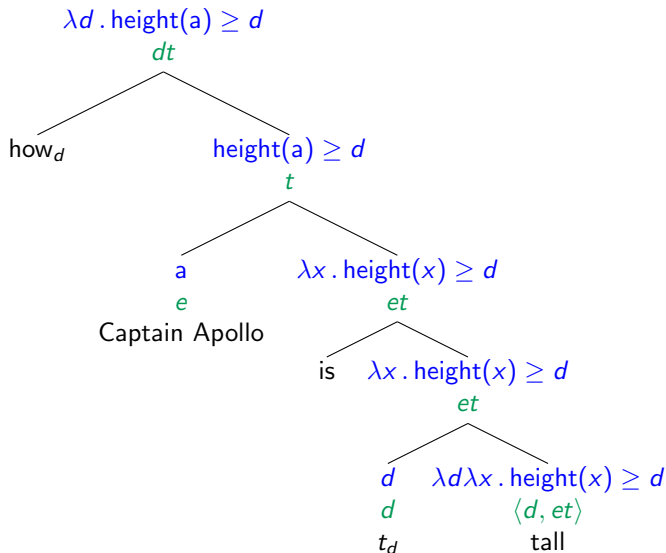 λd . height(a) ≥ d
dt
how_d height(a) ≥ d
t
a λx . height(x) ≥ d
e et
Captain Apollo
is λx . height(x) ≥ d
et
d λdλx . height(x) ≥ d
d ⟨d, et⟩
t_d tall